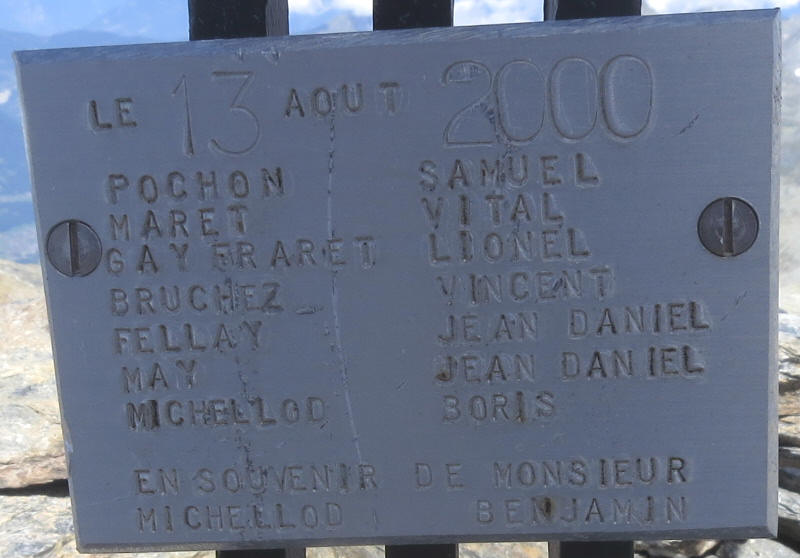 LE 13 AOUT 2000
POCHON SAMUEL
MARET VITAL
GAY FRARET LIONEL
BRUCHEZ VINCENT
FELLAY JEAN DANIEL
MAY JEAN DANIEL
MICHELLOD BORIS
EN SOUVENIR DE MONSIEUR
MICHELLOD BENJAMIN